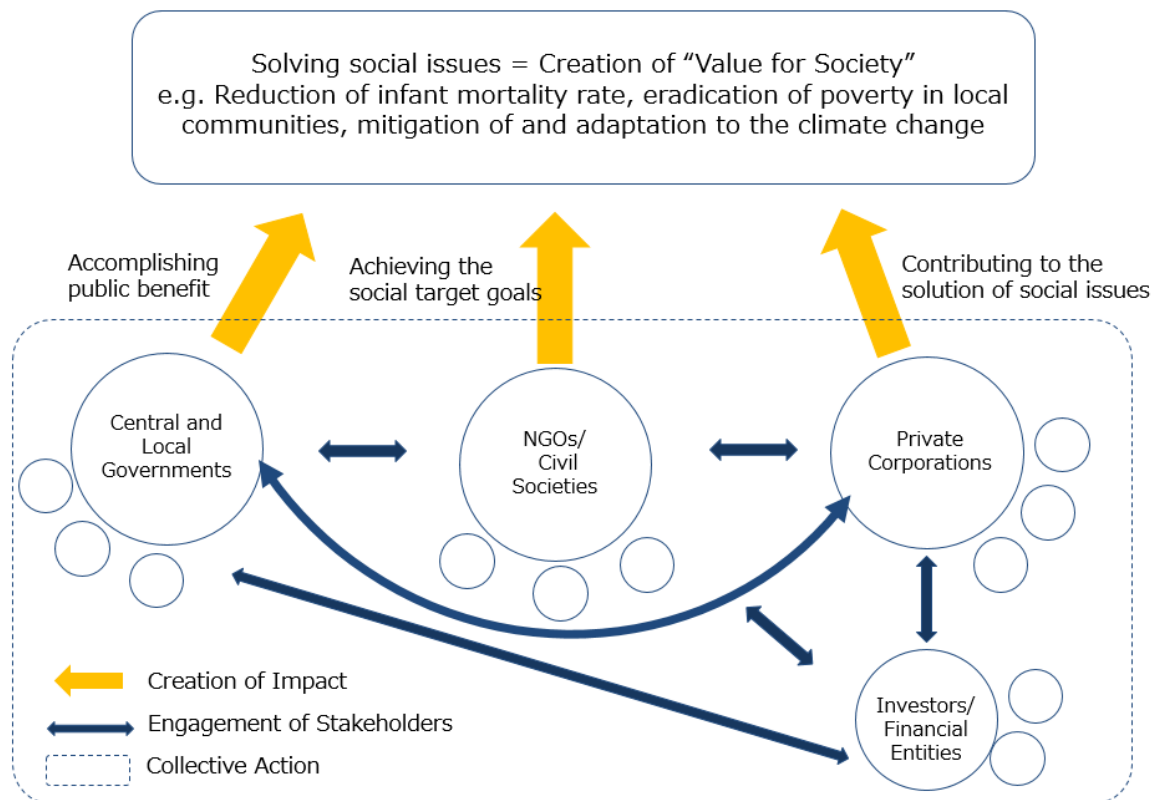 Solving social issues = Creation of “Value for Society”
e.g. Reduction of infant mortality rate, eradication of poverty in local
communities, mitigation of and adaptation to the climate change
Accomplishing
public benefit
Achieving the
social target goals
Contributing to the
solution of social issues
Central and
Local
Governments
NGOs/
Civil
Societies
Private
Corporations
Investors/
Financial
Entities
Creation of Impact
Engagement of Stakeholders
Collective Action